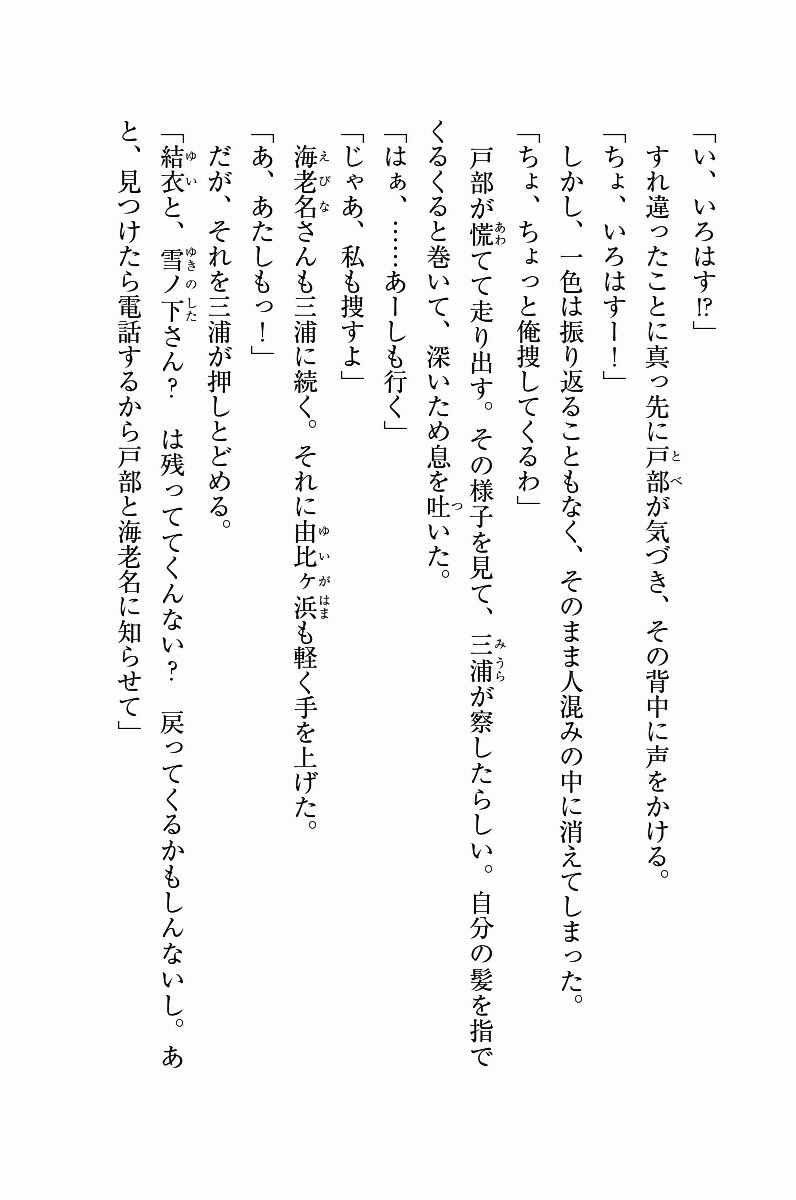 「い、いろはす!?」
　すれ違ったことに真っ先に戸部が気づき、その背中に声をかける。
「ちょ、いろはすー！」
　しかし、一色は振り返ることもなく、そのまま人混みの中に消えてしまった。
「ちょ、ちょっと俺捜してくるわ」
　戸部が慌てて走り出す。その様子を見て、三浦が察したらしい。自分の髪を指で
くるくると巻いて、深いため息を吐いた。
「はぁ、……あーしも行く」
「じゃあ、私も捜すよ」
　海老名さんも三浦に続く。それに由比ヶ浜も軽く手を上げた。
「あ、あたしもっ！」
　だが、それを三浦が押しとどめる。
「結衣と、雪ノ下さん？　は残っててくんない？　戻ってくるかもしんないし。あ
と、見つけたら電話するから戸部と海老名に知らせて」